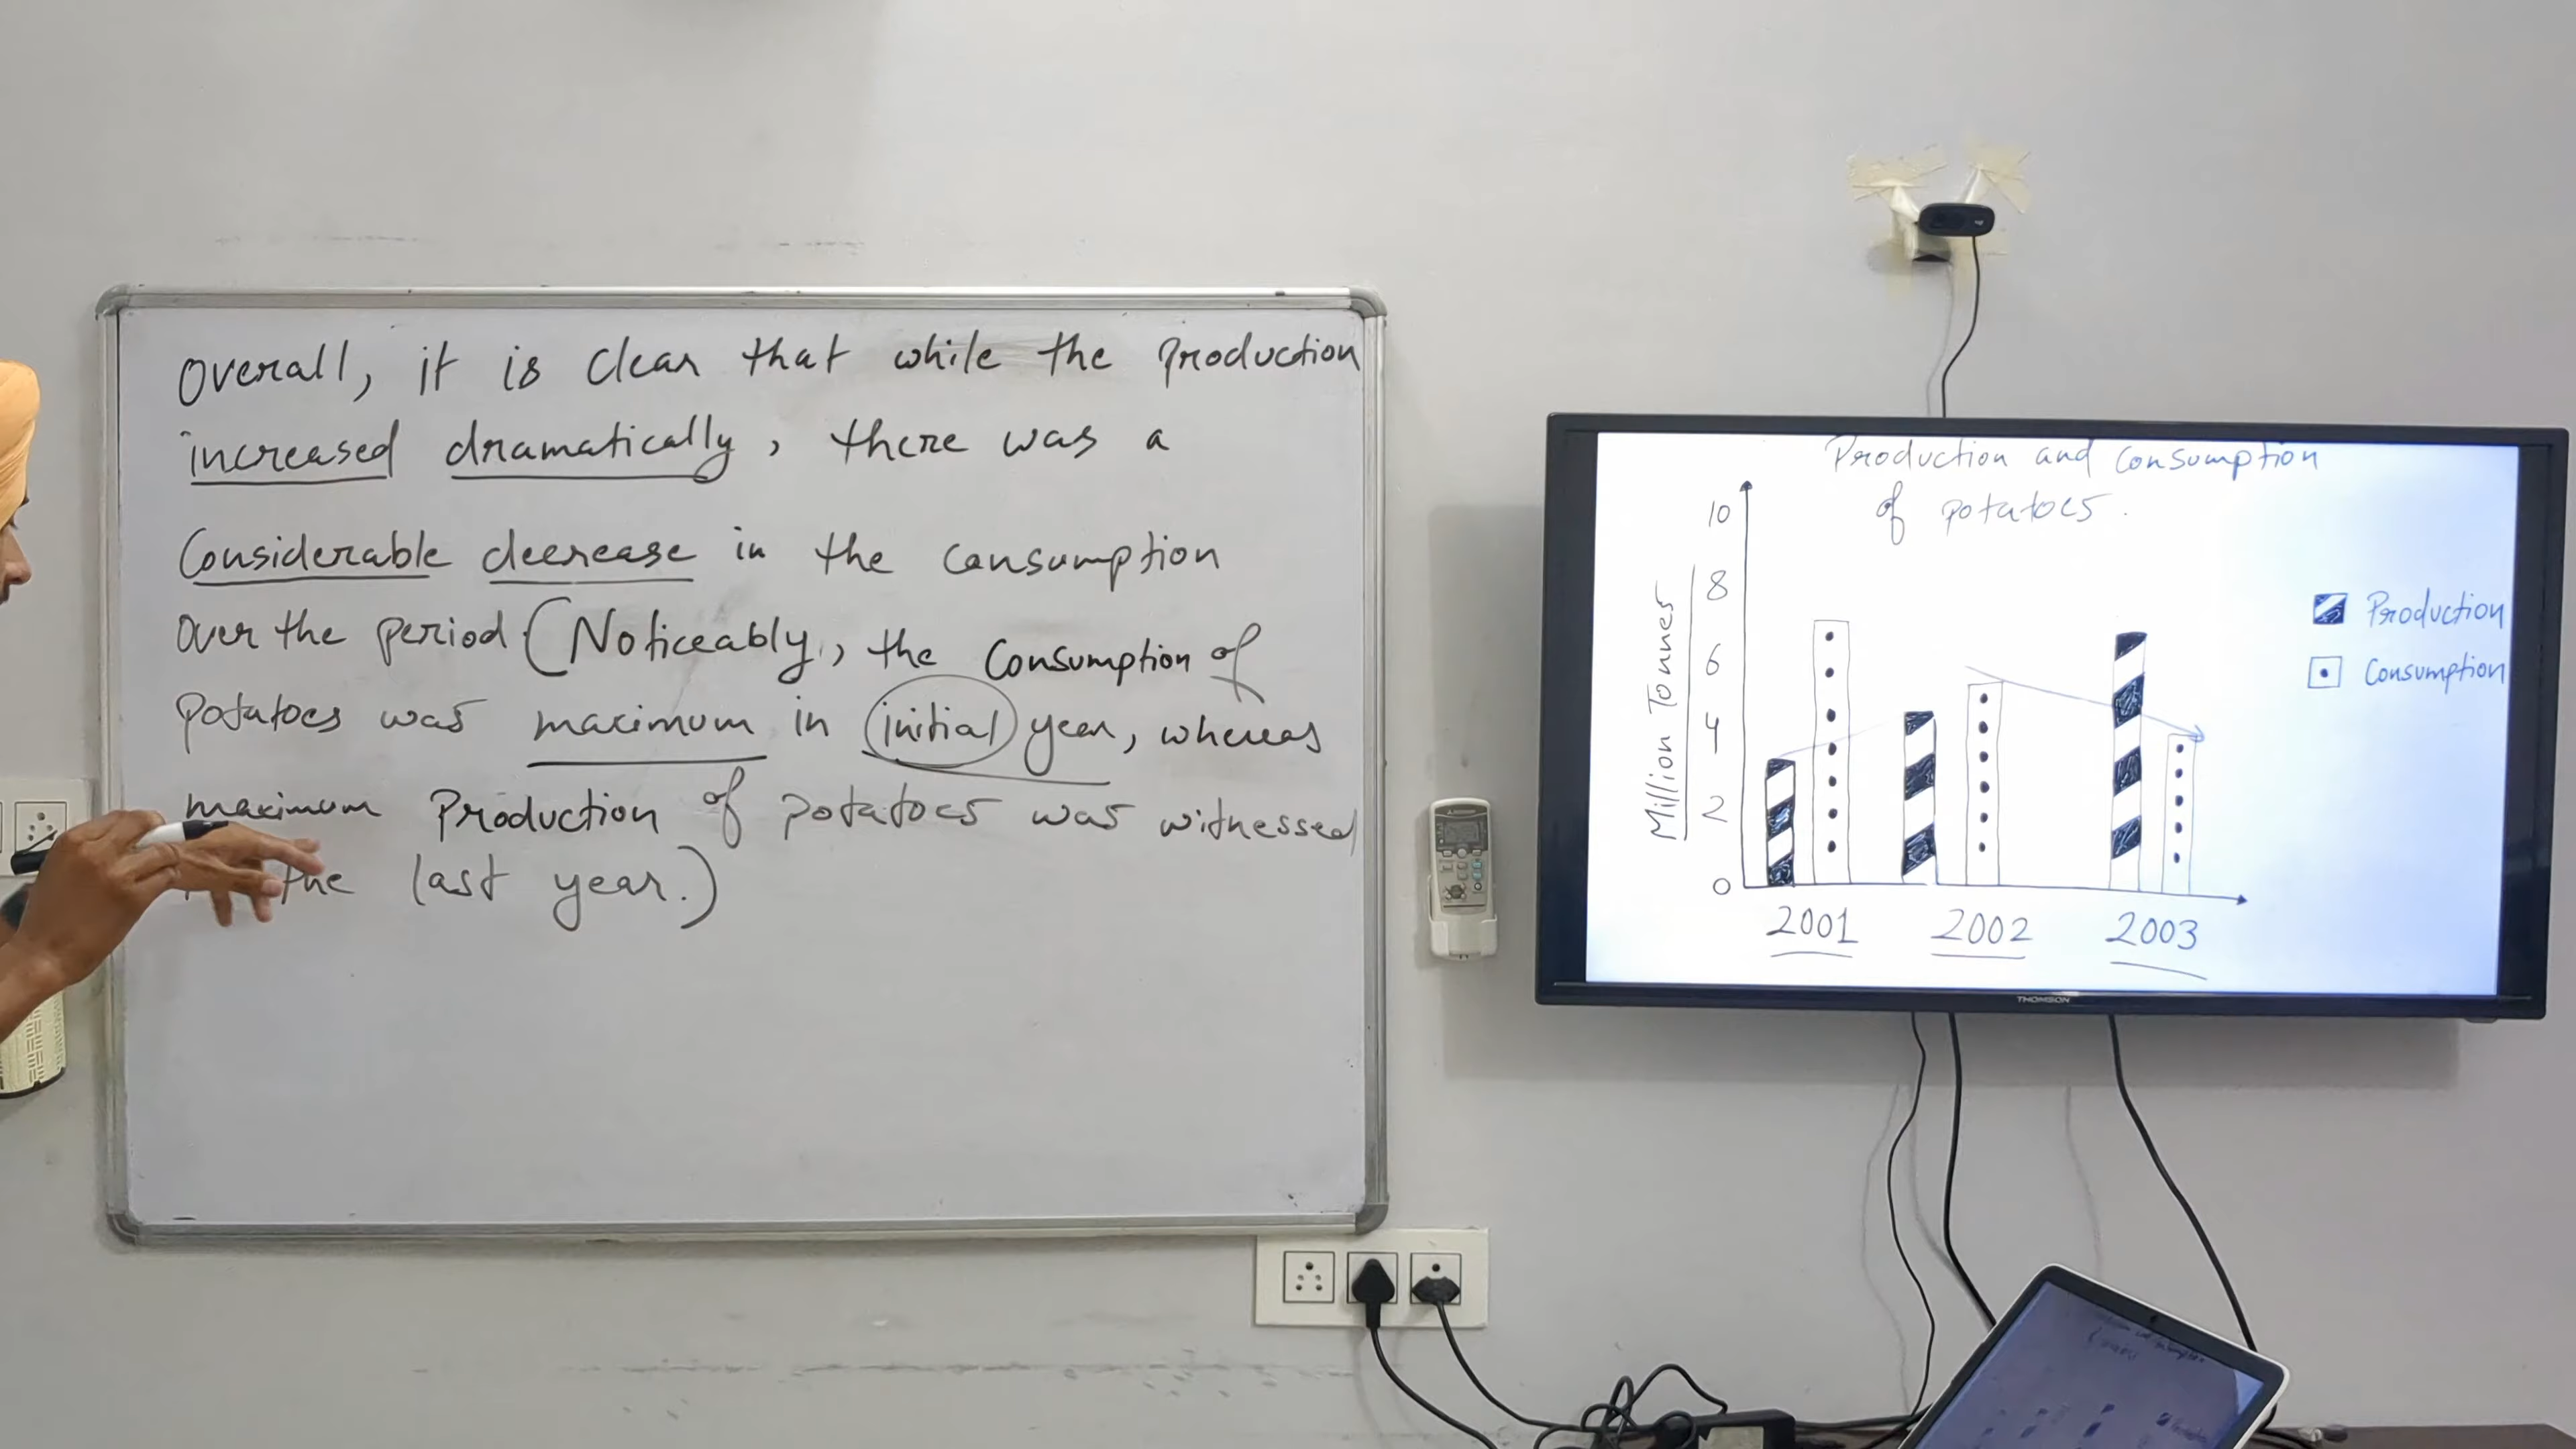 Overall, it is clear that while the production
increased dramatically, there was a
Considerable decrease in the consumption
over the period. (Noticeably, the Consumption of
potatoes was maximum in initial year, whereas
maximum Production of potatoes was witnessed
the last year.)
Production and Consumption
of potatoes.
10
8
6
4
2
0
Million Tonnes
Production
Consumption
2001 2002 2003
THOMSON